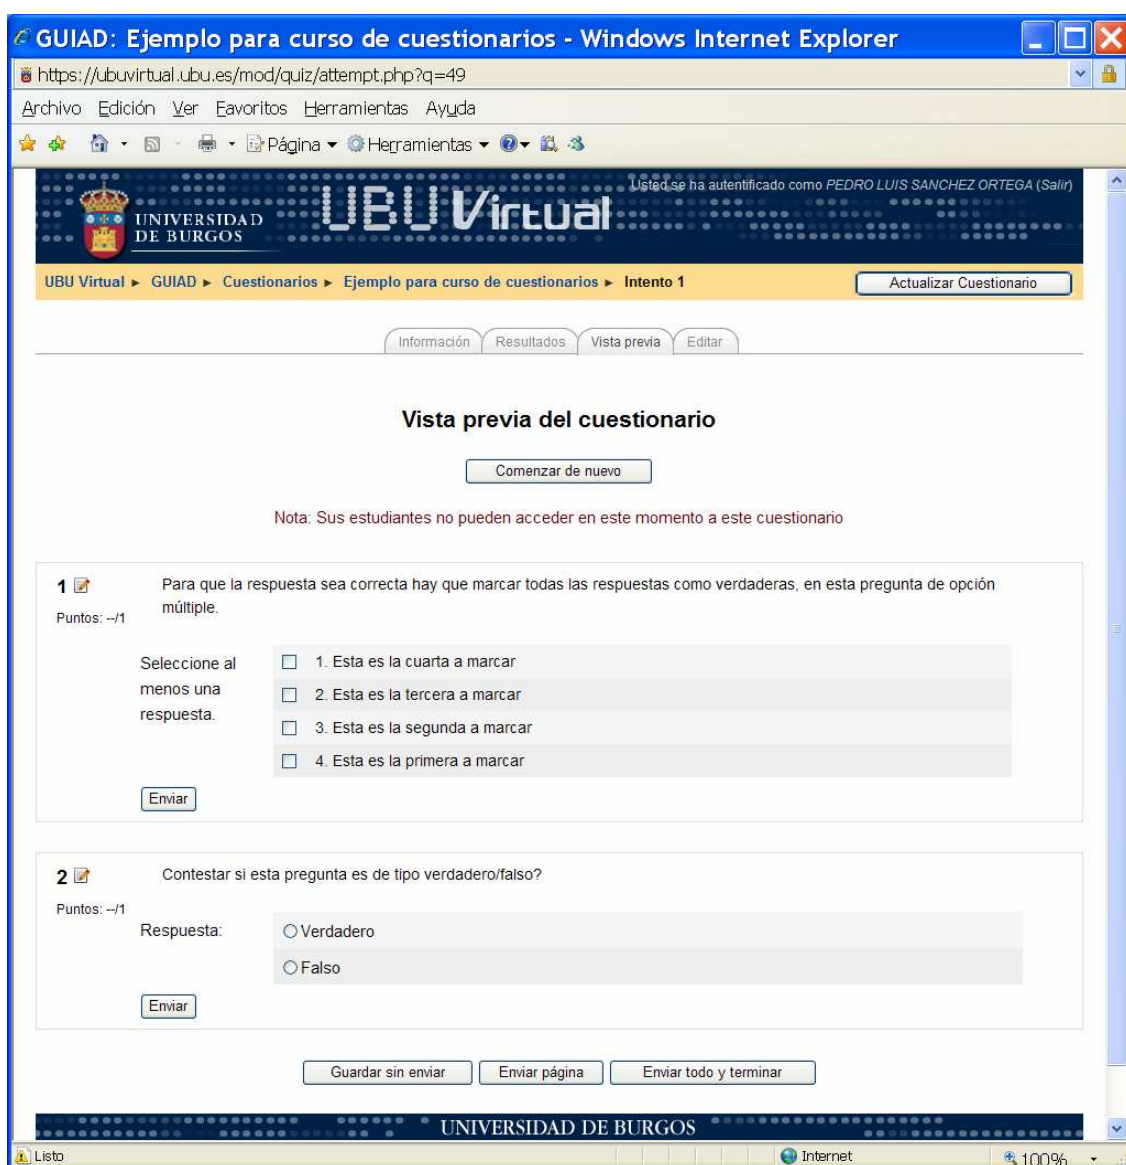 GUIAD: Ejemplo para curso de cuestionarios - Windows Internet Explorer
https://ubuvirtual.ubu.es/mod/quiz/attempt.php?q=49
Archivo Edición Ver Favoritos Herramientas Ayuda
Página Herramientas
Usted se ha autentificado como PEDRO LUIS SANCHEZ ORTEGA (Salir)
UNIVERSIDAD
DE BURGOS
UBU Virtual
UBU Virtual ► GUIAD ► Cuestionarios ► Ejemplo para curso de cuestionarios ► Intento 1
Actualizar Cuestionario
Información Resultados Vista previa Editar
Vista previa del cuestionario
Comenzar de nuevo
Nota: Sus estudiantes no pueden acceder en este momento a este cuestionario
1
Puntos: --/1
Para que la respuesta sea correcta hay que marcar todas las respuestas como verdaderas, en esta pregunta de opción
múltiple.
Seleccione al
menos una
respuesta.
1. Esta es la cuarta a marcar
2. Esta es la tercera a marcar
3. Esta es la segunda a marcar
4. Esta es la primera a marcar
Enviar
2
Puntos: --/1
Contestar si esta pregunta es de tipo verdadero/falso?
Respuesta:
Verdadero
Falso
Enviar
Guardar sin enviar Enviar página Enviar todo y terminar
UNIVERSIDAD DE BURGOS
Listo Internet 100%